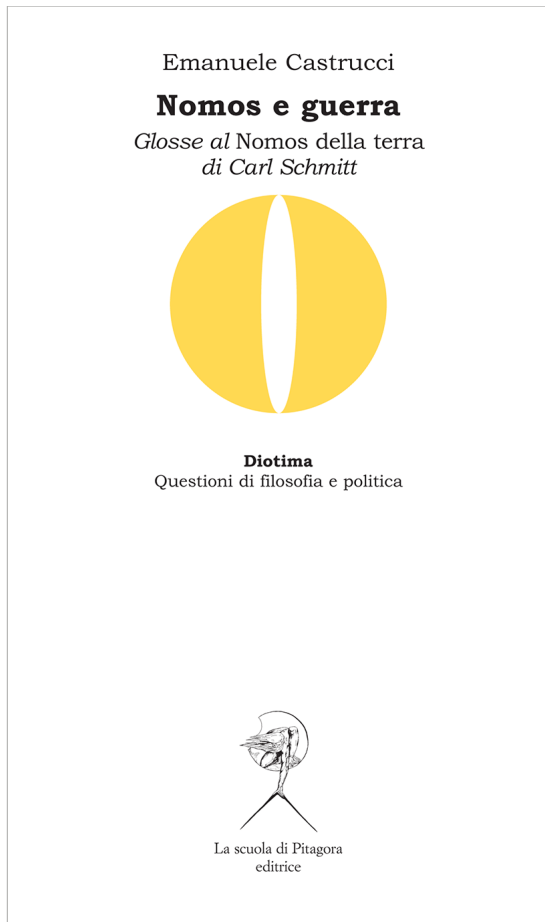 Emanuele Castrucci
Nomos e guerra
Glosse al Nomos della terra
di Carl Schmitt
Diotima
Questioni di filosofia e politica
La scuola di Pitagora
editrice